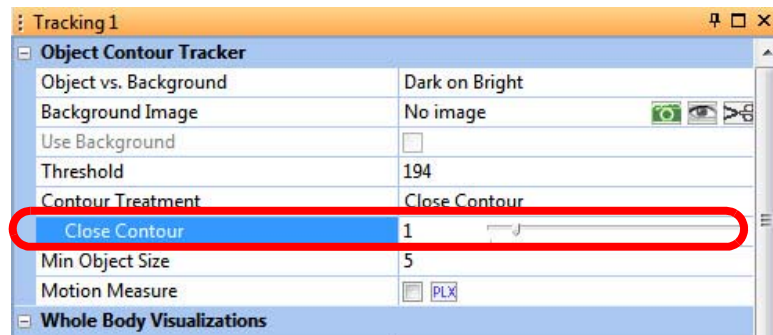 Tracking 1
Object Contour Tracker
Object vs. Background Dark on Bright
Background Image No image
Use Background
Threshold 194
Contour Treatment Close Contour
Close Contour 1
Min Object Size 5
Motion Measure PLX
Whole Body Visualizations